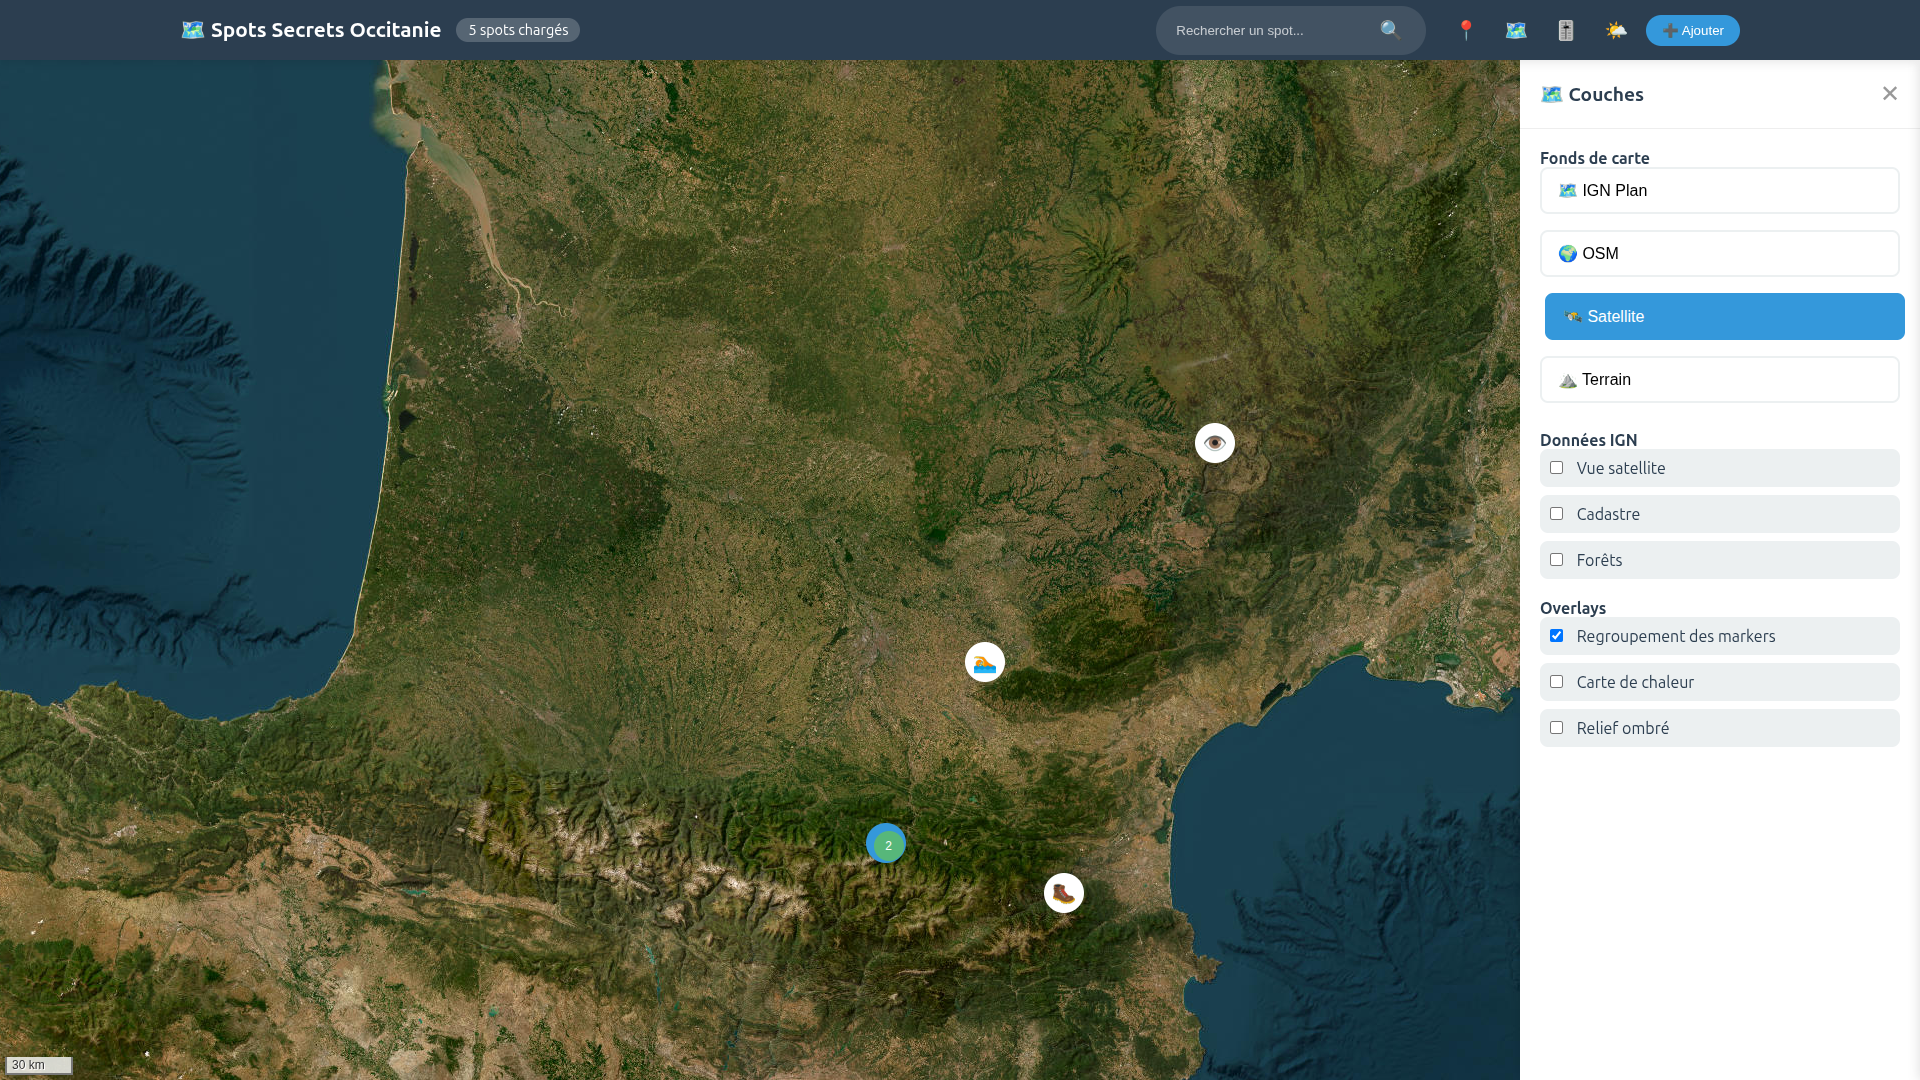 🗺️ Spots Secrets Occitanie
5 spots chargés
Rechercher un spot... 🔍
➕ Ajouter
🗺️ Couches
✕
Fonds de carte
🗺️ IGN Plan
🌍 OSM
🛰️ Satellite
⛰️ Terrain
Données IGN
Vue satellite
Cadastre
Forêts
Overlays
Regroupement des markers
Carte de chaleur
Relief ombré
2
30 km